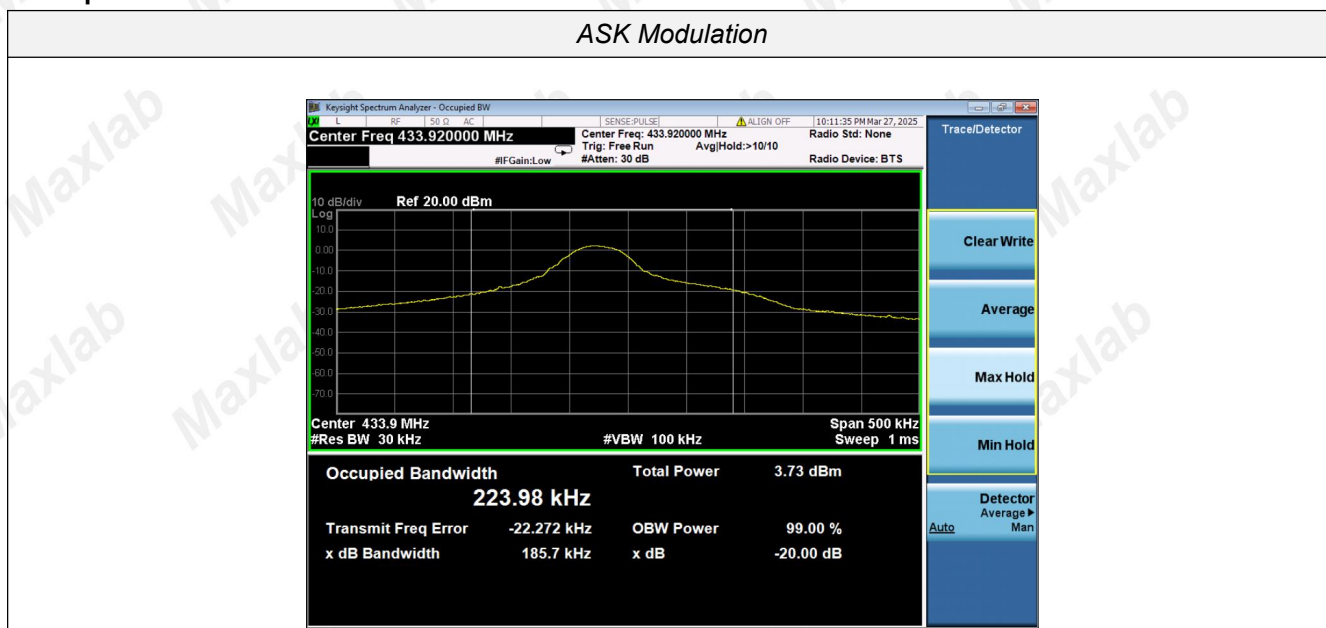 ASK Modulation
Keysight Spectrum Analyzer - Occupied BW
L RF 50 Ω AC SENSE:PULSE ALIGN OFF 10:11:35 PM Mar 27, 2025
Center Freq 433.920000 MHz
Center Freq: 433.920000 MHz
Radio Std: None
Trig: Free Run Avg|Hold:>10/10
#IFGain:Low
#Atten: 30 dB
Radio Device: BTS
10 dB/div Ref 20.00 dBm
Log
10.0
0.00
-10.0
-20.0
-30.0
-40.0
-50.0
-60.0
-70.0
Center 433.9 MHz Span 500 kHz
#Res BW 30 kHz #VBW 100 kHz Sweep 1 ms
Occupied Bandwidth Total Power 3.73 dBm
223.98 kHz
Transmit Freq Error -22.272 kHz OBW Power 99.00 %
x dB Bandwidth 185.7 kHz x dB -20.00 dB
Trace/Detector
Clear Write
Average
Max Hold
Min Hold
Detector
Average
Auto Man
Maxlab
Maxlab
Maxlab
Maxlab